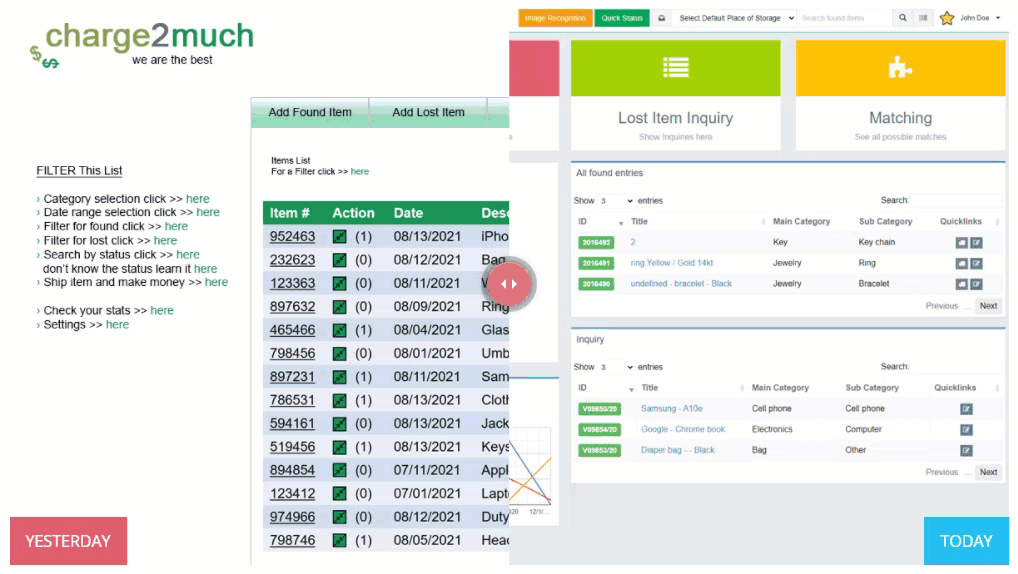 charge2much
we are the best
Add Found Item
Add Lost Item
Items List
For a Filter click >> here
FILTER This List
› Category selection click >> here
› Date range selection click >> here
› Filter for found click >> here
› Filter for lost click >> here
› Search by status click >> here
don't know the status learn it here
› Ship item and make money >> here
› Check your stats >> here
› Settings >> here
Item # Action Date Desc
952463 (1) 08/13/2021 iPho
232623 (0) 08/12/2021 Bag
123363 (0) 08/11/2021
897632 (0) 08/09/2021 Ring
465466 (1) 08/04/2021 Glas
798456 (0) 08/01/2021 Umb
897231 (1) 08/11/2021 Sam
786531 (1) 08/13/2021 Cloth
594161 (0) 08/13/2021 Jack
519456 (1) 08/13/2021 Keys
894854 (0) 07/11/2021 Appl
123412 (0) 07/01/2021 Lapt
974966 (0) 08/12/2021 Duty
798746 (1) 08/05/2021 Head
YESTERDAY
Image Recognition Quick Status Select Default Place of Storage Search found items John Doe
Lost Item Inquiry
Show Inquiries here
Matching
See all possible matches
All found entries
Show 3 entries Search:
ID Title Main Category Sub Category Quicklinks
2016492 2 Key Key chain
2016491 ring Yellow / Gold 14kt Jewelry Ring
2016490 undefined - bracelet - Black Jewelry Bracelet
Previous ... Next
Inquiry
Show 3 entries Search:
ID Title Main Category Sub Category Quicklinks
V09855/20 Samsung - A10e Cell phone Cell phone
V09854/20 Google - Chrome book Electronics Computer
V09853/20 Diaper bag - - Black Bag Other
Previous ... Next
020 12/1/...
TODAY